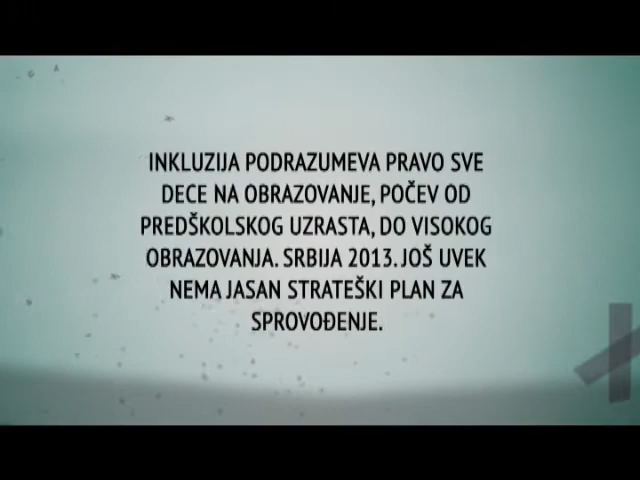 INKLUZIJA PODRAZUMEVA PRAVO SVE
DECE NA OBRAZOVANJE, POČEV OD
PREDŠKOLSKOG UZRASTA, DO VISOKOG
OBRAZOVANJA. SRBIJA 2013. JOŠ UVEK
NEMA JASAN STRATEŠKI PLAN ZA
SPROVOĐENJE.